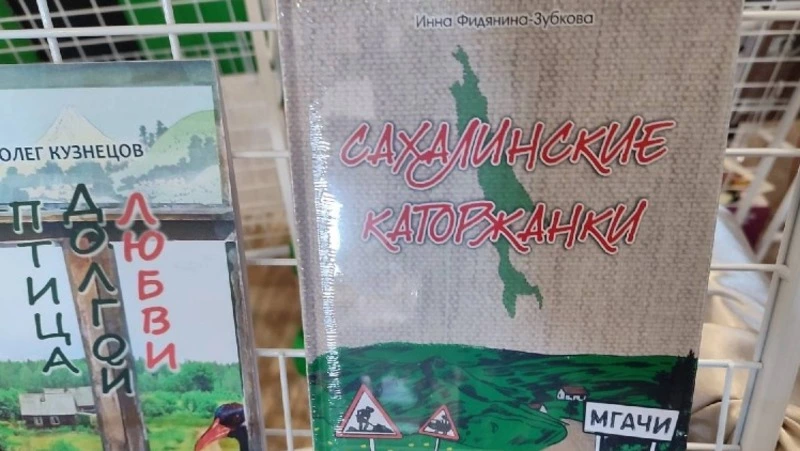 ОЛЕГ КУЗНЕЦОВ
ПТИЦА
ДОЛГОЙ
ЛЮБВИ
Инна Фидянина-Зубкова
САХАЛИНСКИЕ
КАТОРЖАНКИ
МГАЧИ